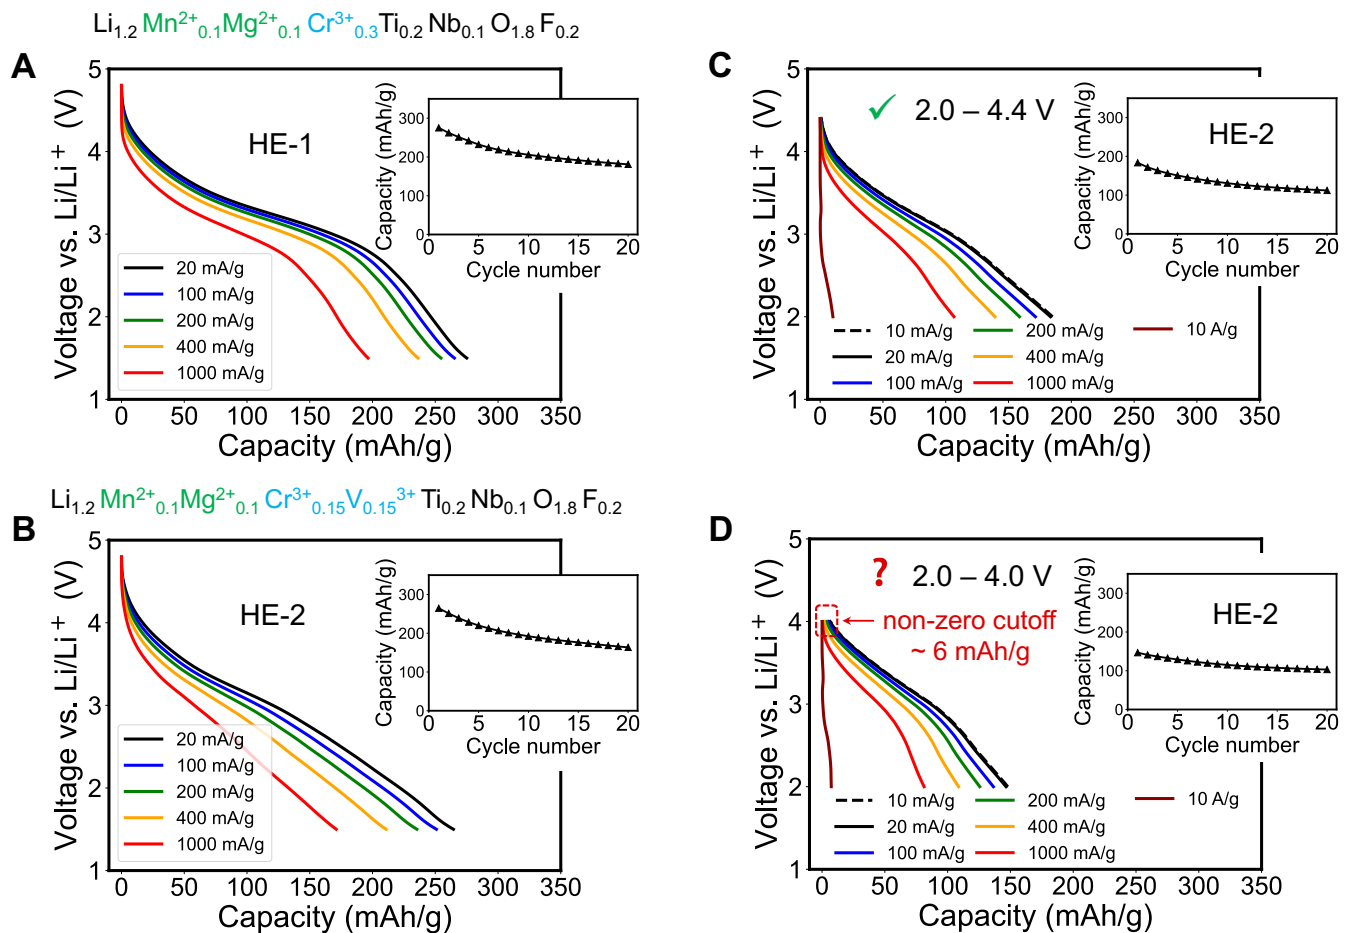 Li1.2 Mn2+0.1Mg2+0.1 Cr3+0.3Ti0.2 Nb0.1 O1.8 F0.2
A
5
4
3
2
1
Voltage vs. Li/Li+ (V)
HE-1
20 mA/g
100 mA/g
200 mA/g
400 mA/g
1000 mA/g
0 50 100 150 200 250 300 350
Capacity (mAh/g)
Capacity (mAh/g)
300
200
100
0
0 5 10 15 20
Cycle number
C
5
4
3
2
1
Voltage vs. Li/Li+ (V)
✓ 2.0 – 4.4 V
10 mA/g
20 mA/g
100 mA/g
200 mA/g
400 mA/g
1000 mA/g
10 A/g
0 50 100 150 200 250 300 350
Capacity (mAh/g)
HE-2
Capacity (mAh/g)
300
200
100
0
0 5 10 15 20
Cycle number
Li1.2 Mn2+0.1Mg2+0.1 Cr3+0.15V0.153+ Ti0.2 Nb0.1 O1.8 F0.2
B
5
4
3
2
1
Voltage vs. Li/Li+ (V)
HE-2
20 mA/g
100 mA/g
200 mA/g
400 mA/g
1000 mA/g
0 50 100 150 200 250 300 350
Capacity (mAh/g)
Capacity (mAh/g)
300
200
100
0
0 5 10 15 20
Cycle number
D
5
4
3
2
1
Voltage vs. Li/Li+ (V)
? 2.0 – 4.0 V
non-zero cutoff
~ 6 mAh/g
10 mA/g
20 mA/g
100 mA/g
200 mA/g
400 mA/g
1000 mA/g
10 A/g
0 50 100 150 200 250 300 350
Capacity (mAh/g)
HE-2
Capacity (mAh/g)
300
200
100
0
0 5 10 15 20
Cycle number